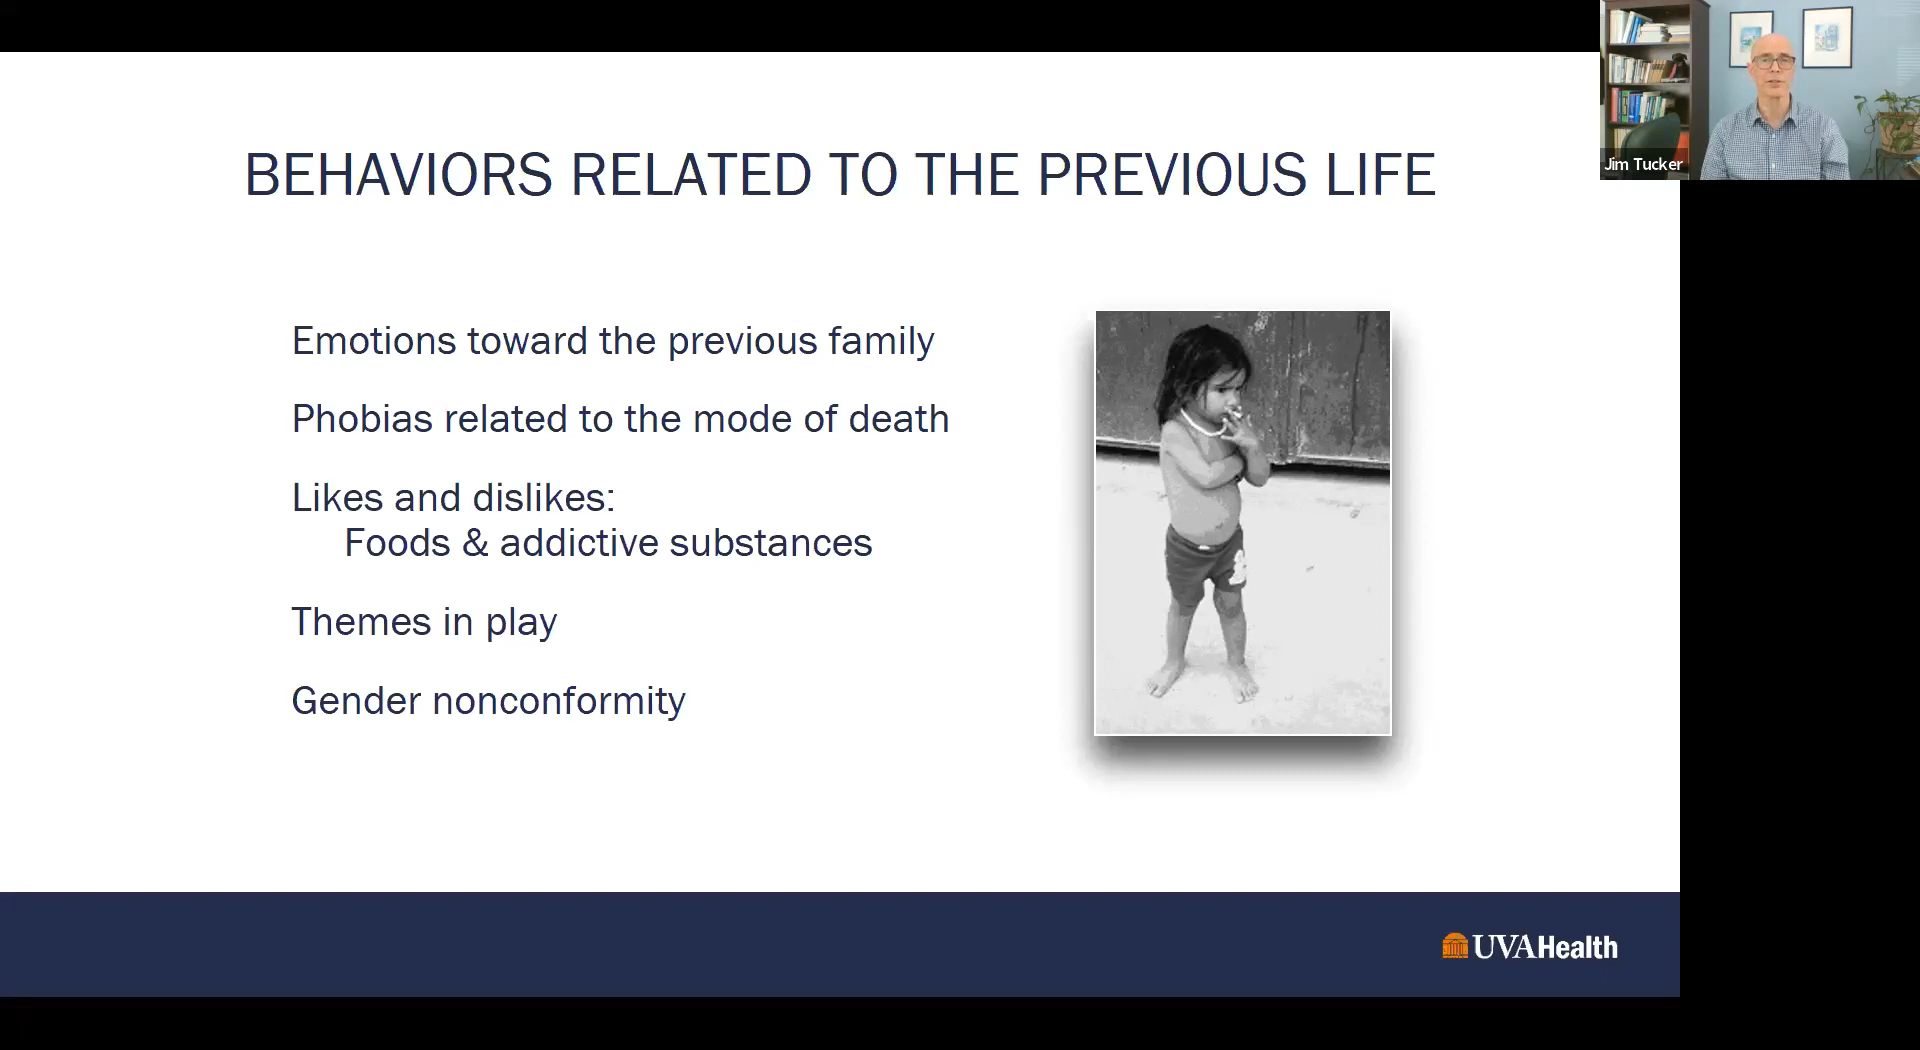 BEHAVIORS RELATED TO THE PREVIOUS LIFE
Emotions toward the previous family
Phobias related to the mode of death
Likes and dislikes:
Foods & addictive substances
Themes in play
Gender nonconformity
Jim Tucker
UVAHealth